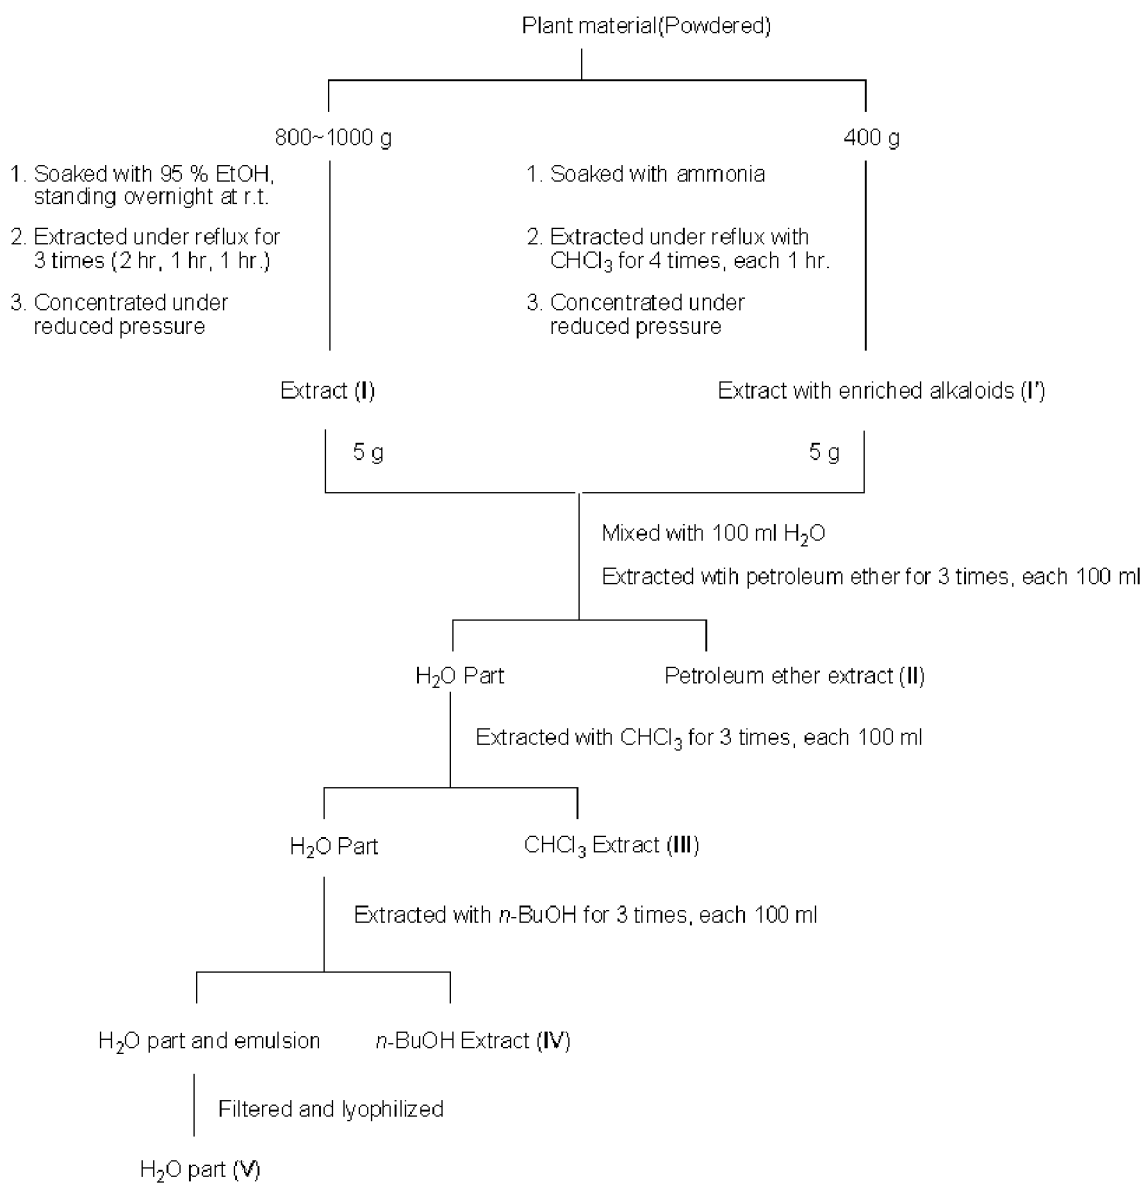 Plant material(Powdered)
800~1000 g
400 g
1. Soaked with 95 % EtOH,
standing overnight at r.t.
2. Extracted under reflux for
3 times (2 hr, 1 hr, 1 hr.)
3. Concentrated under
reduced pressure
1. Soaked with ammonia
2. Extracted under reflux with
CHCl3 for 4 times, each 1 hr.
3. Concentrated under
reduced pressure
Extract (I)
Extract with enriched alkaloids (I')
5 g
5 g
Mixed with 100 ml H2O
Extracted wtih petroleum ether for 3 times, each 100 ml
H2O Part
Petroleum ether extract (II)
Extracted with CHCl3 for 3 times, each 100 ml
H2O Part
CHCl3 Extract (III)
Extracted with n-BuOH for 3 times, each 100 ml
H2O part and emulsion
n-BuOH Extract (IV)
Filtered and lyophilized
H2O part (V)